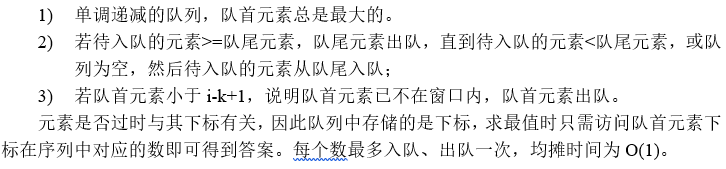 1) 单调递减的队列，队首元素总是最大的。
2) 若待入队的元素>=队尾元素，队尾元素出队，直到待入队的元素<队尾元素，或队
列为空，然后待入队的元素从队尾入队；
3) 若队首元素小于 i-k+1，说明队首元素已不在窗口内，队首元素出队。
元素是否过时与其下标有关，因此队列中存储的是下标，求最值时只需访问队首元素下
标在序列中对应的数即可得到答案。每个数最多入队、出队一次，均摊时间为 O(1)。